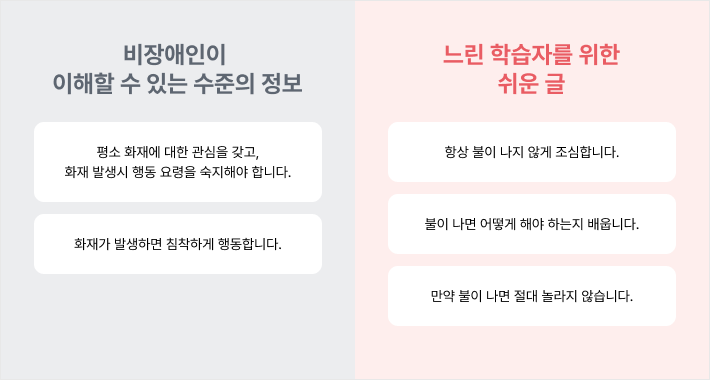 비장애인이
이해할 수 있는 수준의 정보
평소 화재에 대한 관심을 갖고,
화재 발생시 행동 요령을 숙지해야 합니다.
화재가 발생하면 침착하게 행동합니다.
느린 학습자를 위한
쉬운 글
항상 불이 나지 않게 조심합니다.
불이 나면 어떻게 해야 하는지 배웁니다.
만약 불이 나면 절대 놀라지 않습니다.